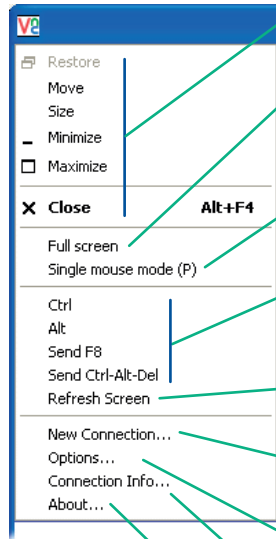 V2
Restore
Move
Size
Minimize
Maximize
Close Alt+F4
Full screen
Single mouse mode (P)
Ctrl
Alt
Send F8
Send Ctrl-Alt-Del
Refresh Screen
New Connection...
Options...
Connection Info...
About...